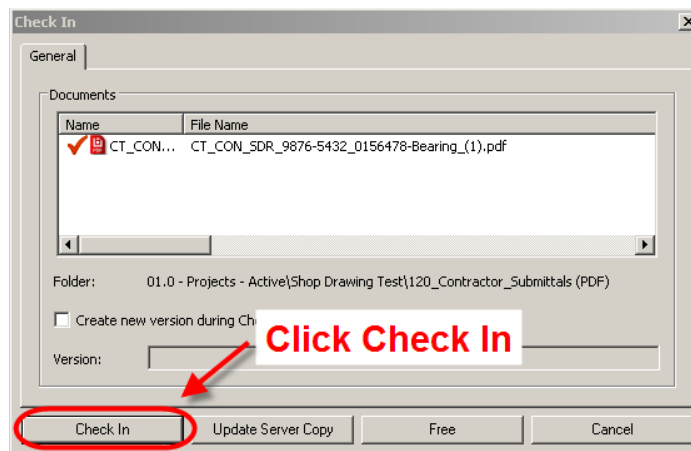 Check In
General
Documents
Name File Name
CT_CON... CT_CON_SDR_9876-5432_0156478-Bearing_(1).pdf
Folder: 01.0 - Projects - Active\Shop Drawing Test\120_Contractor_Submittals (PDF)
Create new version during Ch
Click Check In
Version:
Check In Update Server Copy Free Cancel